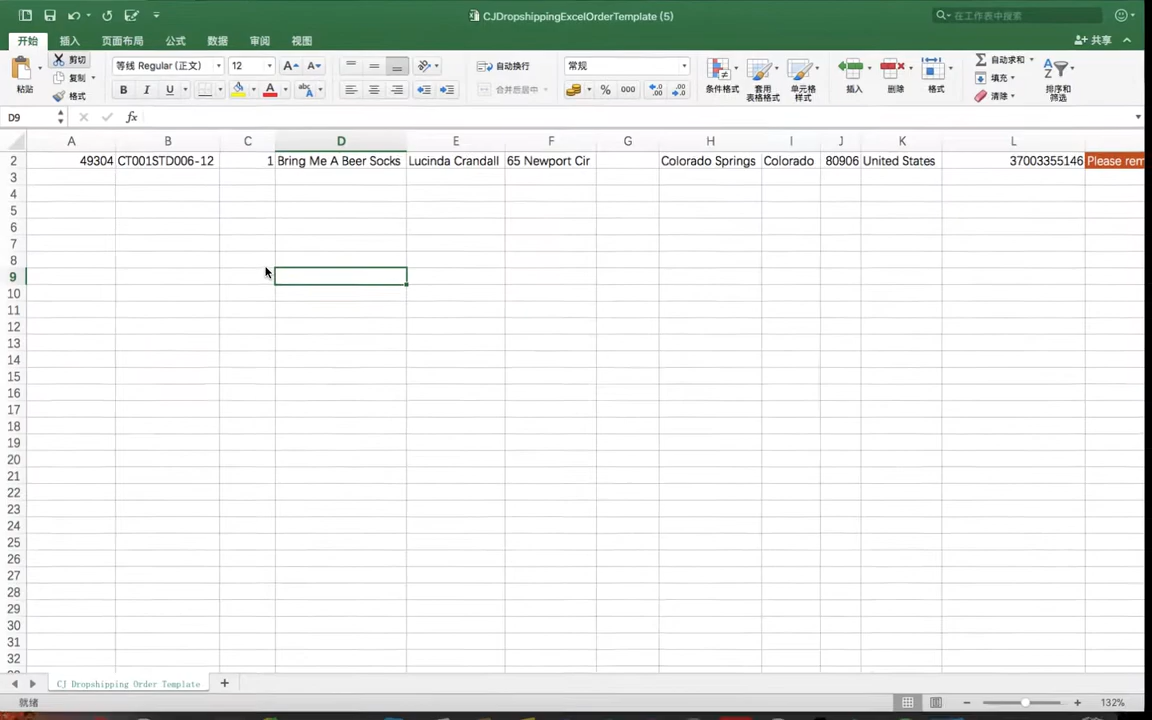 CJDropshippingExcelOrderTemplate (5)
在工作表中搜索
开始 插入 页面布局 公式 数据 审阅 视图 共享
粘贴 剪切 复制 格式
等线 Regular (正文) 12 A A
B I U A abc
自动换行
合并后居中
常规
% 000 .0 .00 .00 .0
条件格式 套用表格格式 单元格样式 插入 删除 格式
自动求和 填充 清除 排序和筛选
D9 fx
A B C D E F G H I J K L
2 49304 CT001STD006-12 1 Bring Me A Beer Socks Lucinda Crandall 65 Newport Cir Colorado Springs Colorado 80906 United States 37003355146 Please rem
3
4
5
6
7
8
9
10
11
12
13
14
15
16
17
18
19
20
21
22
23
24
25
26
27
28
29
30
31
32
CJ Dropshipping Order Template
就绪 132%